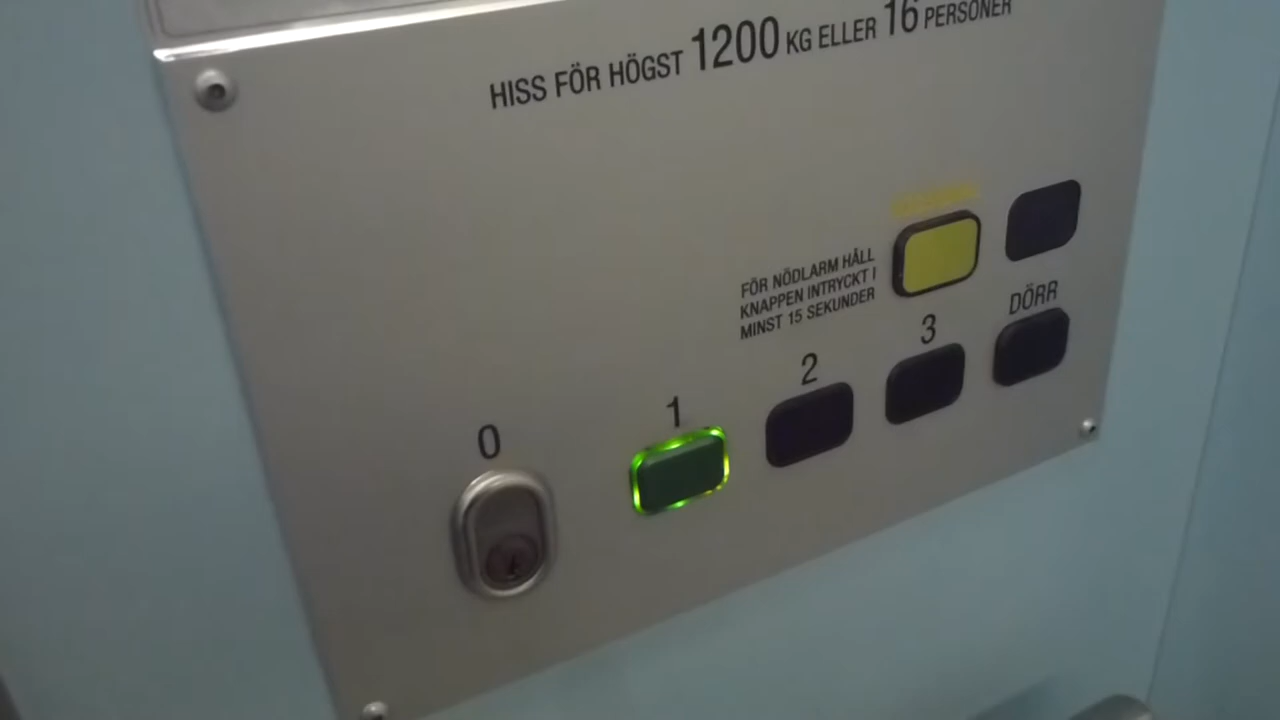 HISS FÖR HÖGST 1200 KG ELLER 16 PERSONER
FÖR NÖDLARM HÅLL
KNAPPEN INTRYCKT I
MINST 15 SEKUNDER
DÖRR
0
1
2
3